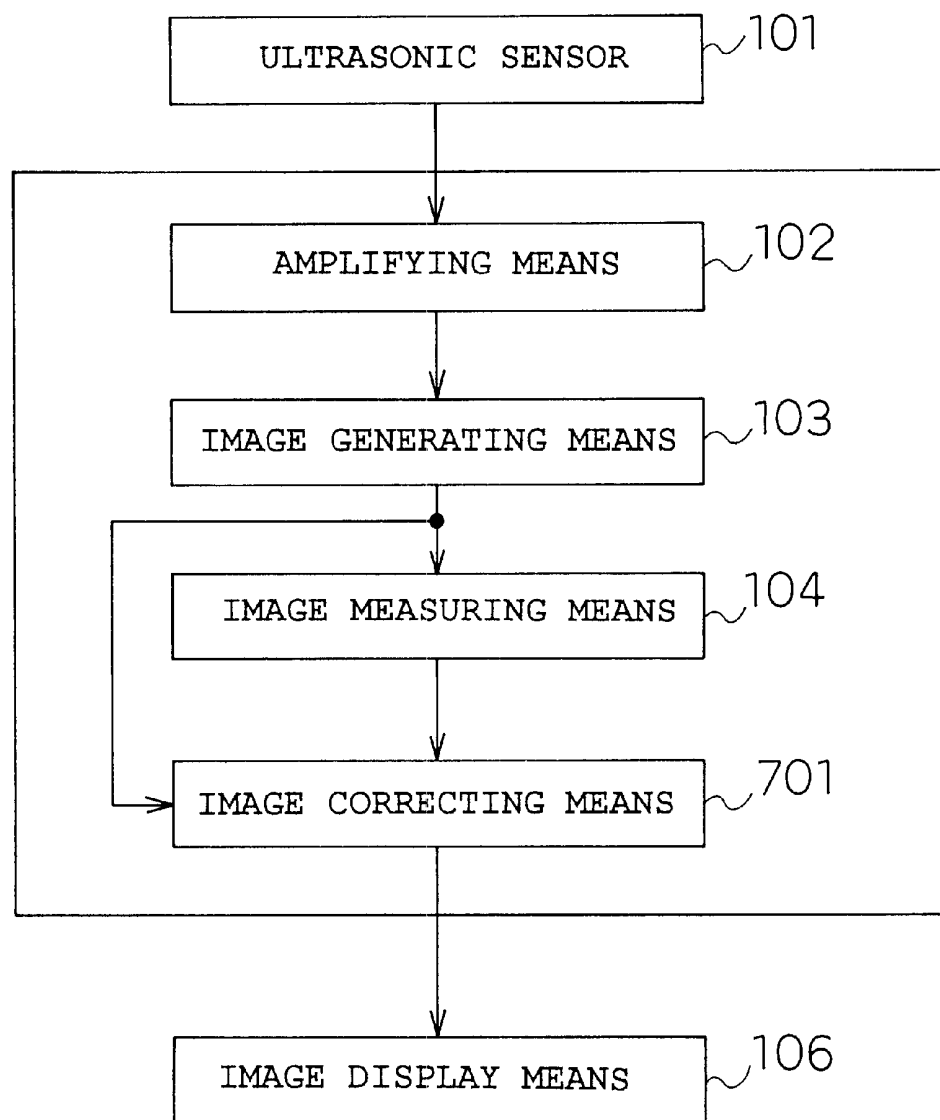 ULTRASONIC SENSOR 101
AMPLIFYING MEANS 102
IMAGE GENERATING MEANS 103
IMAGE MEASURING MEANS 104
IMAGE CORRECTING MEANS 701
IMAGE DISPLAY MEANS 106